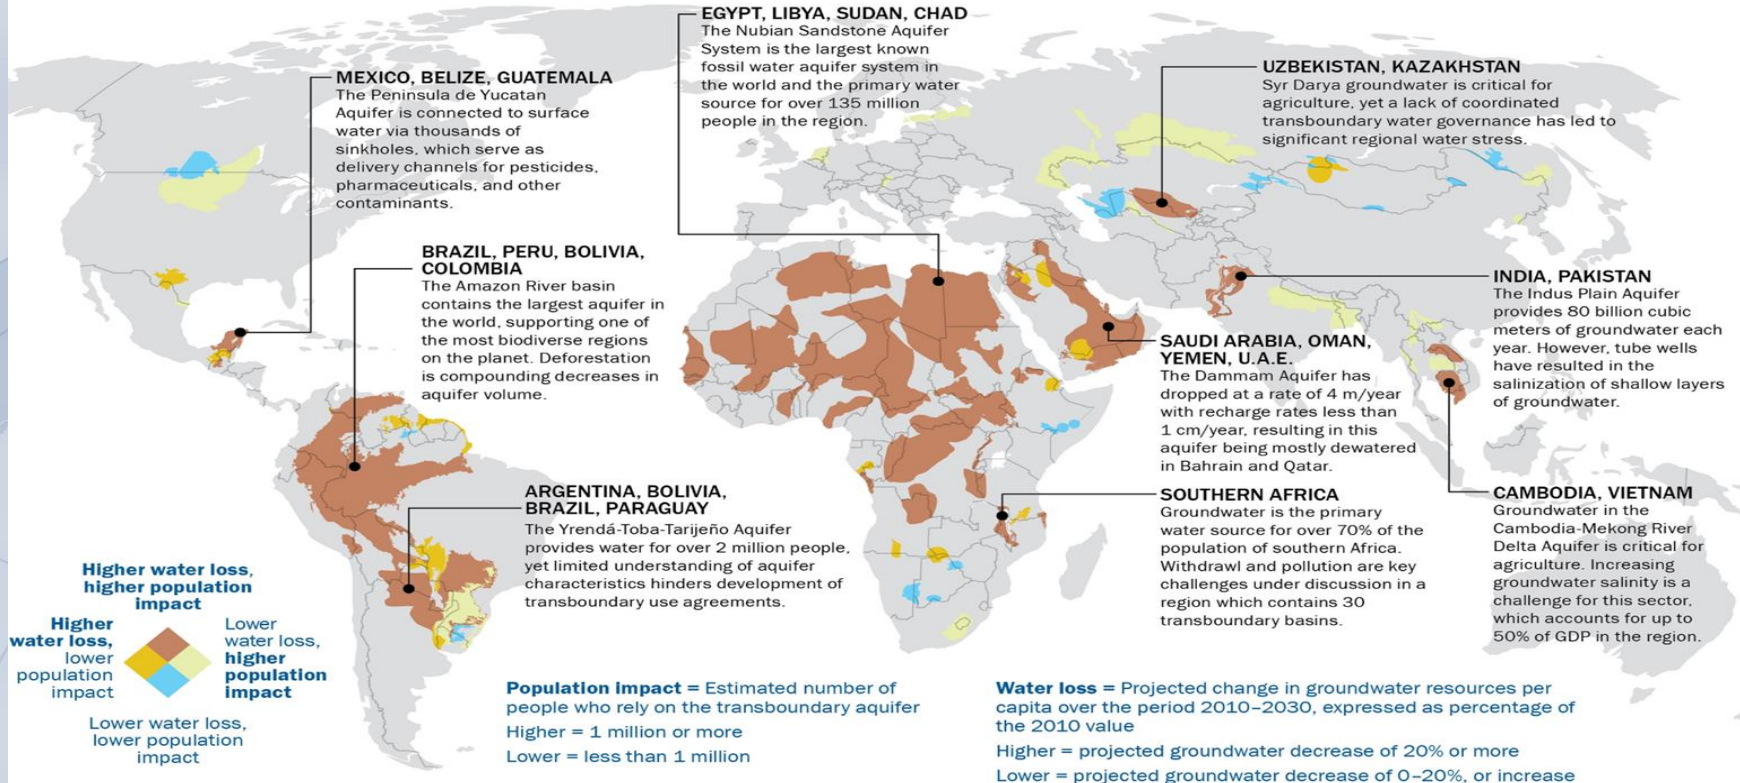 EGYPT, LIBYA, SUDAN, CHAD
The Nubian Sandstone Aquifer
System is the largest known
fossil water aquifer system in
the world and the primary water
source for over 135 million
people in the region.
MEXICO, BELIZE, GUATEMALA
The Peninsula de Yucatan
Aquifer is connected to surface
water via thousands of
sinkholes, which serve as
delivery channels for pesticides,
pharmaceuticals, and other
contaminants.
UZBEKISTAN, KAZAKHSTAN
Syr Darya groundwater is critical for
agriculture, yet a lack of coordinated
transboundary water governance has led to
significant regional water stress.
BRAZIL, PERU, BOLIVIA,
COLOMBIA
The Amazon River basin
contains the largest aquifer in
the world, supporting one of
the most biodiverse regions
on the planet. Deforestation
is compounding decreases in
aquifer volume.
INDIA, PAKISTAN
The Indus Plain Aquifer
provides 80 billion cubic
meters of groundwater each
year. However, tube wells
have resulted in the
salinization of shallow layers
of groundwater.
SAUDI ARABIA, OMAN,
YEMEN, U.A.E.
The Dammam Aquifer has
dropped at a rate of 4 m/year
with recharge rates less than
1 cm/year, resulting in this
aquifer being mostly dewatered
in Bahrain and Qatar.
ARGENTINA, BOLIVIA,
BRAZIL, PARAGUAY
The Yrendá-Toba-Tarijeño Aquifer
provides water for over 2 million people,
yet limited understanding of aquifer
characteristics hinders development of
transboundary use agreements.
SOUTHERN AFRICA
Groundwater is the primary
water source for over 70% of the
population of southern Africa.
Withdrawl and pollution are key
challenges under discussion in a
region which contains 30
transboundary basins.
CAMBODIA, VIETNAM
Groundwater in the
Cambodia-Mekong River
Delta Aquifer is critical for
agriculture. Increasing
groundwater salinity is a
challenge for this sector,
which accounts for up to
50% of GDP in the region.
Higher water loss,
higher population
impact
Higher
water loss,
lower
population
impact
Lower
water loss,
higher
population
impact
Lower water loss,
lower population
impact
Population Impact = Estimated number of
people who rely on the transboundary aquifer
Higher = 1 million or more
Lower = less than 1 million
Water loss = Projected change in groundwater resources per
capita over the period 2010–2030, expressed as percentage of
the 2010 value
Higher = projected groundwater decrease of 20% or more
Lower = projected groundwater decrease of 0–20%, or increase